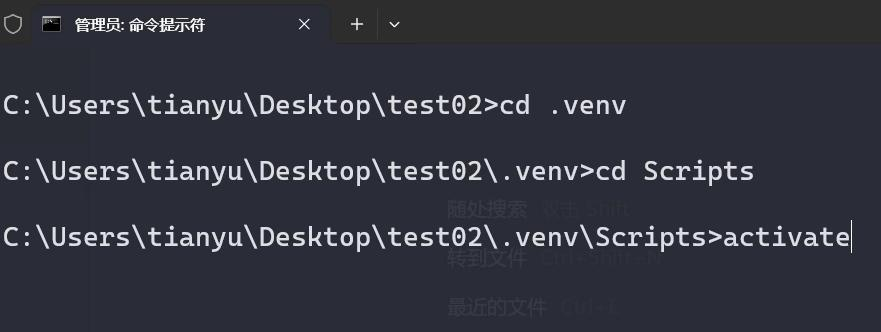 管理员: 命令提示符
C:\Users\tianyu\Desktop\test02>cd .venv
C:\Users\tianyu\Desktop\test02\.venv>cd Scripts
随处搜索 双击 Shift
C:\Users\tianyu\Desktop\test02\.venv\Scripts>activate
转到文件 Ctrl+Shift+N
最近的文件 Ctrl+E